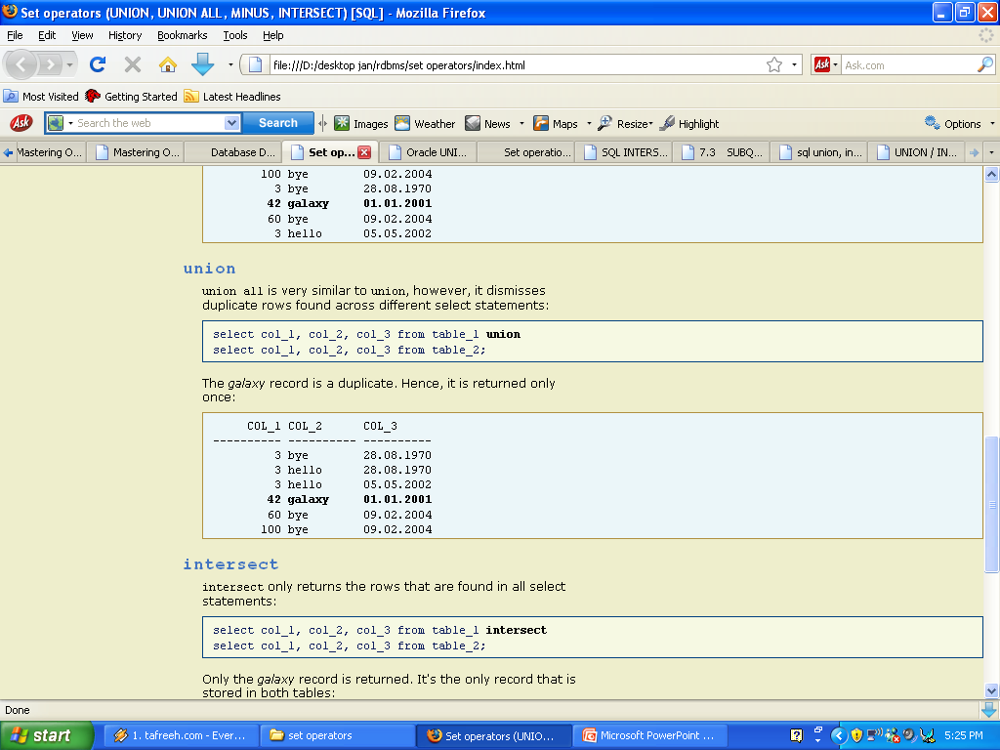 Set operators (UNION, UNION ALL, MINUS, INTERSECT) [SQL] - Mozilla Firefox
File Edit View History Bookmarks Tools Help
file:///D:/desktop jan/rdbms/set operators/index.html
Ask Ask.com
Most Visited Getting Started Latest Headlines
Ask Search the web Search Images Weather News Maps Resize Highlight Options
Mastering O... Mastering O... Database D... Set op... Oracle UNI... Set operatio... SQL INTERS... 7.3 SUBQ... sql union, in... UNION / IN...
100 bye 09.02.2004
3 bye 28.08.1970
42 galaxy 01.01.2001
60 bye 09.02.2004
3 hello 05.05.2002
union
union all is very similar to union, however, it dismisses
duplicate rows found across different select statements:
select col_1, col_2, col_3 from table_1 union
select col_1, col_2, col_3 from table_2;
The galaxy record is a duplicate. Hence, it is returned only
once:
COL_1 COL_2 COL_3
---------- ---------- ----------
3 bye 28.08.1970
3 hello 28.08.1970
3 hello 05.05.2002
42 galaxy 01.01.2001
60 bye 09.02.2004
100 bye 09.02.2004
intersect
intersect only returns the rows that are found in all select
statements:
select col_1, col_2, col_3 from table_1 intersect
select col_1, col_2, col_3 from table_2;
Only the galaxy record is returned. It's the only record that is
stored in both tables:
Done
start 1. tafreeh.com - Ever... set operators Set operators (UNIO... Microsoft PowerPoint ... 5:25 PM